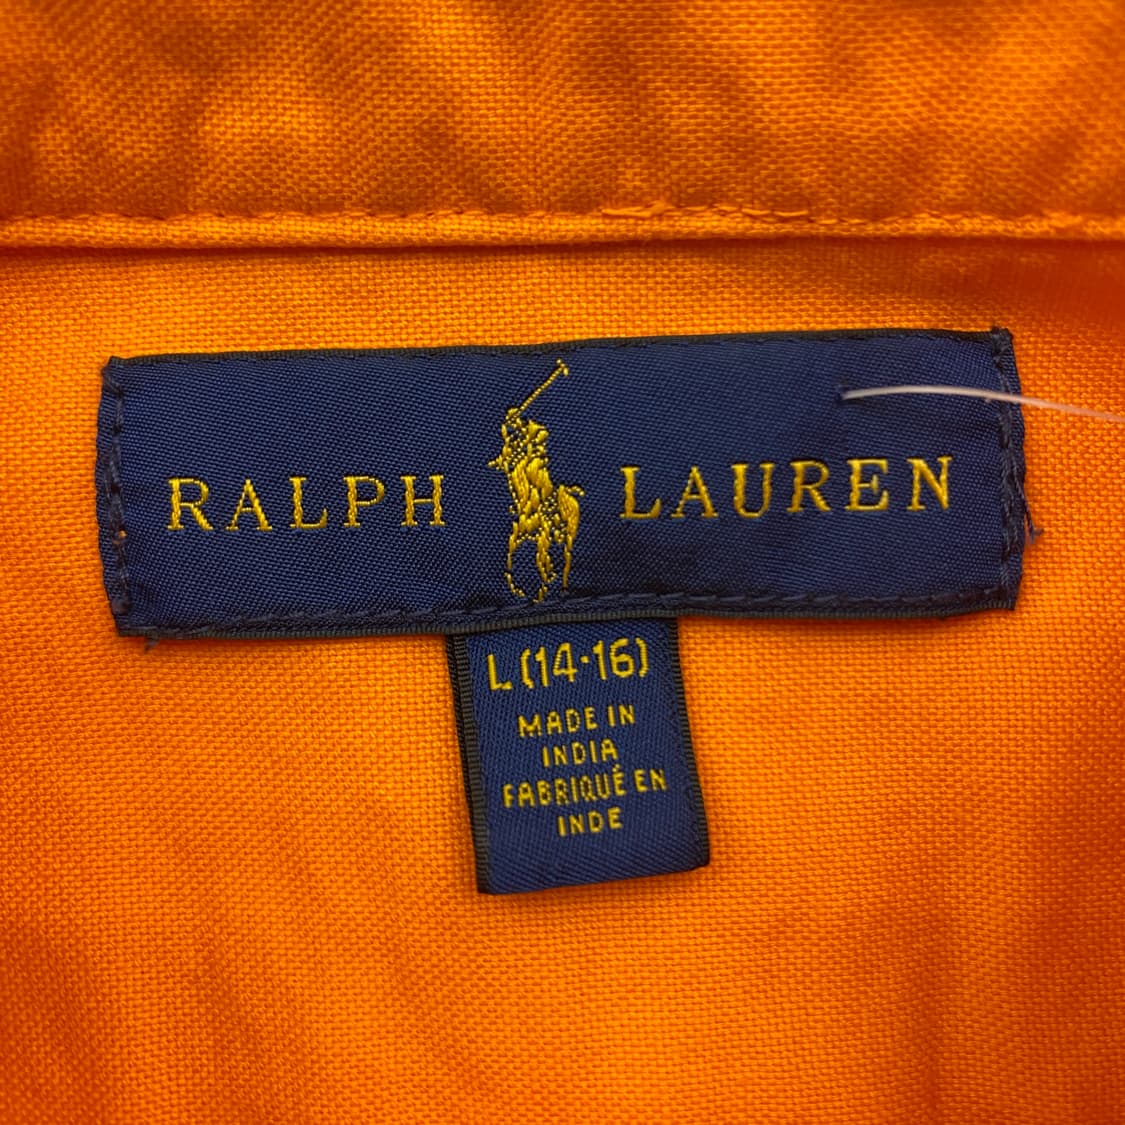 RALPH LAUREN
L (14-16)
MADE IN
INDIA
FABRIQUÉ EN
INDE